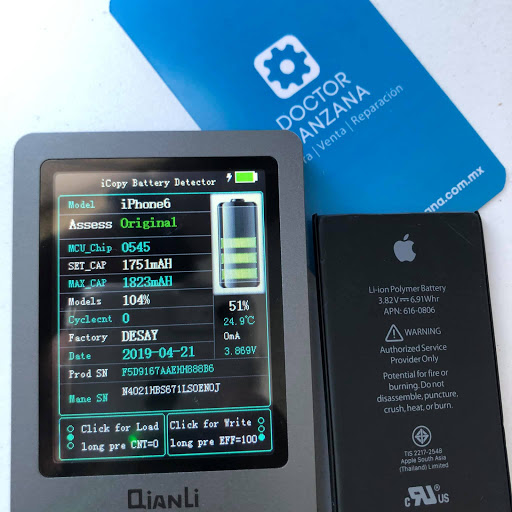 DOCTOR
ANZANA
ra | Venta | Reparación
ana.com.mx
iCopy Battery Detector
Model iPhone6
Assess Original
MCU_Chip 0545
SET_CAP 1751mAH
MAX_CAP 1823mAH
Models 104%
Cyclecnt 0
Factory DESAY
Date 2019-04-21
Prod SN F5D9167AAEHH888B6
Mane SN N4021HBS671LS0EN0J
51%
24.9℃
0mA
3.869V
Click for Load
long pre CNT=0
Click for Write
long pre EFF=100
QIANLI
Li-ion Polymer Battery
3.82V⎓6.91Whr
APN: 616-0806
WARNING
Authorized Service
Provider Only
Potential for fire or
burning. Do not
disassemble, puncture,
crush, heat, or burn.
TIS 2217-2548
Apple South Asia
(Thailand) Limited
c RU US